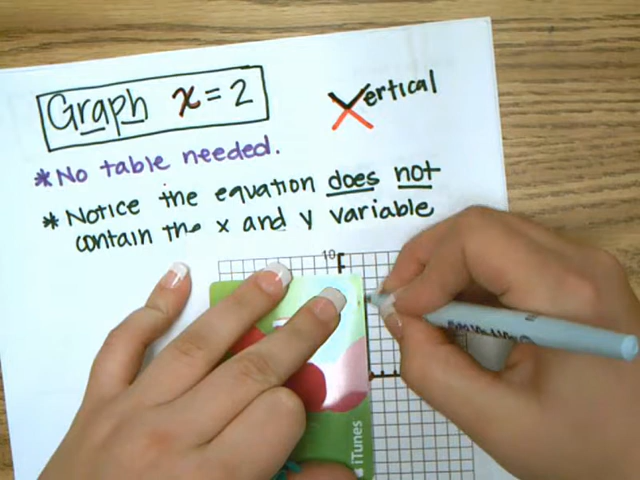 Graph x = 2
Vertical
*No table needed.
* Notice the equation does not
contain the x and y variable
10
iTunes